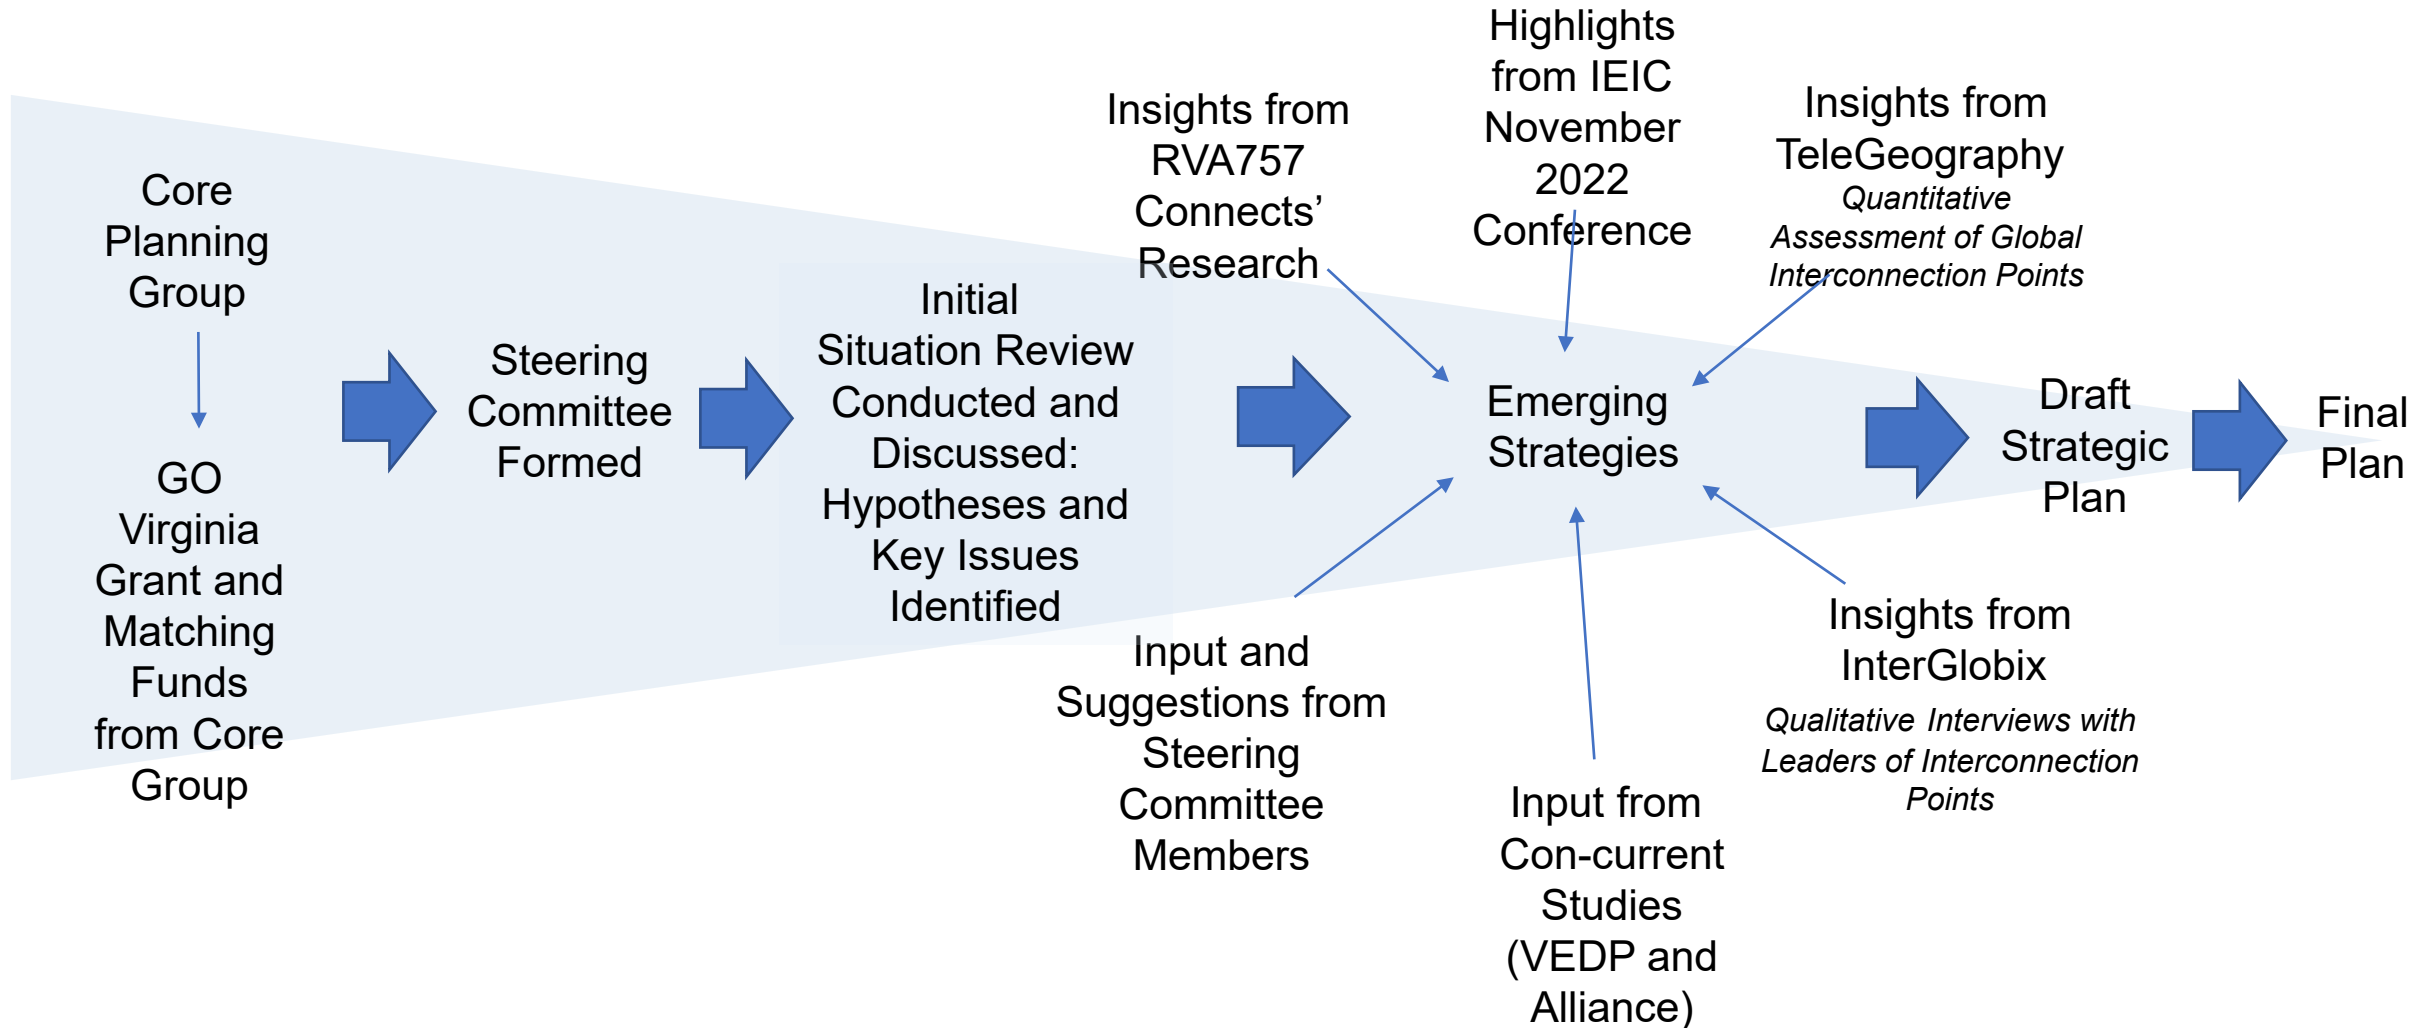 Core
Planning
Group
GO
Virginia
Grant and
Matching
Funds
from Core
Group
Steering
Committee
Formed
Initial
Situation Review
Conducted and
Discussed:
Hypotheses and
Key Issues
Identified
Insights from
RVA757
Connects’
Research
Highlights
from IEIC
November
2022
Conference
Insights from
TeleGeography
Quantitative
Assessment of Global
Interconnection Points
Emerging
Strategies
Input and
Suggestions from
Steering
Committee
Members
Input from
Con-current
Studies
(VEDP and
Alliance)
Insights from
InterGlobix
Qualitative Interviews with
Leaders of Interconnection
Points
Draft
Strategic
Plan
Final
Plan